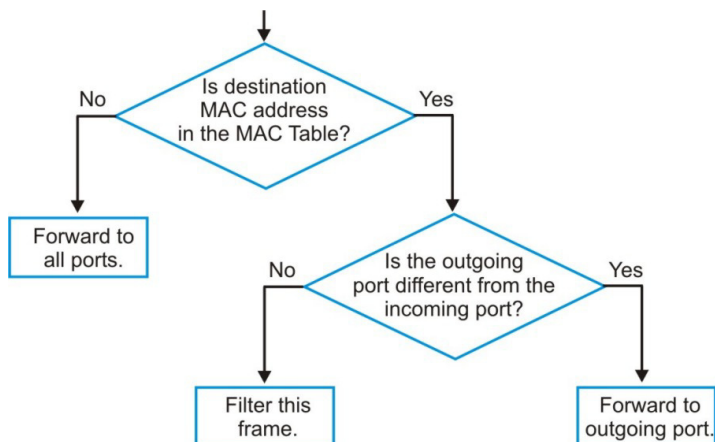 Is destination
MAC address
in the MAC Table?
No
Yes
Forward to
all ports.
Is the outgoing
port different from the
incoming port?
No
Yes
Filter this
frame.
Forward to
outgoing port.